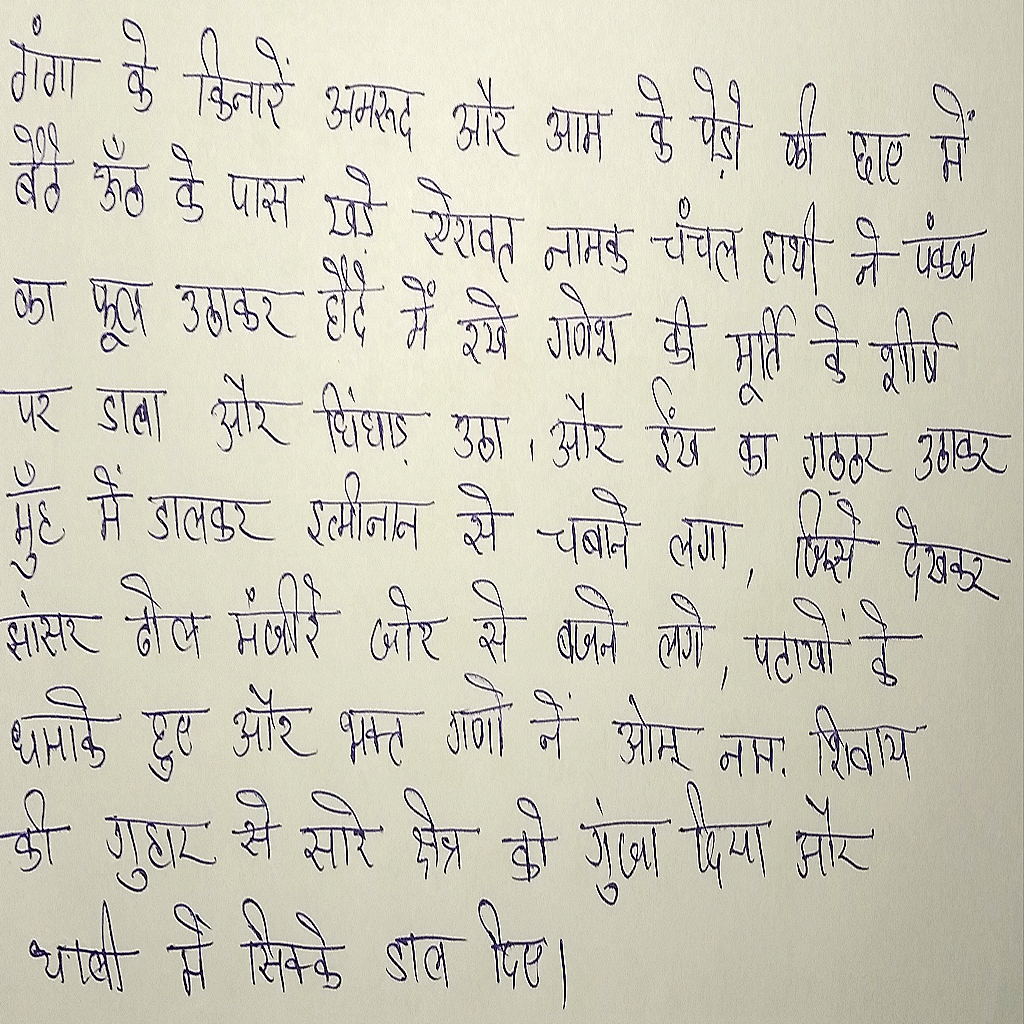 गंगा के किनारें अमरूद और आम के पेड़ो की छाए में
बैठे ऊँठ के पास खड़े ऐरावत नामक चंचल हाथी ने पंकज
का फूल उठाकर हौदे में रखे गणेश की मूर्ति के शीर्ष
पर डाला और चिंघाड़ उठा, और ईंख का गठ्ठर उठाकर
मुँह में डालकर इत्मीनान से चबाने लगा, जिसे देखकर
झांसर ढोल मंजीरे जोर से बजने लगे, पटाखों के
धमाके हुए और भक्त गणो नें ओम नम: शिवाय
की गुहार से सारे क्षेत्र को गुंजा दिया और
थाली में सिक्के डाल दिए।